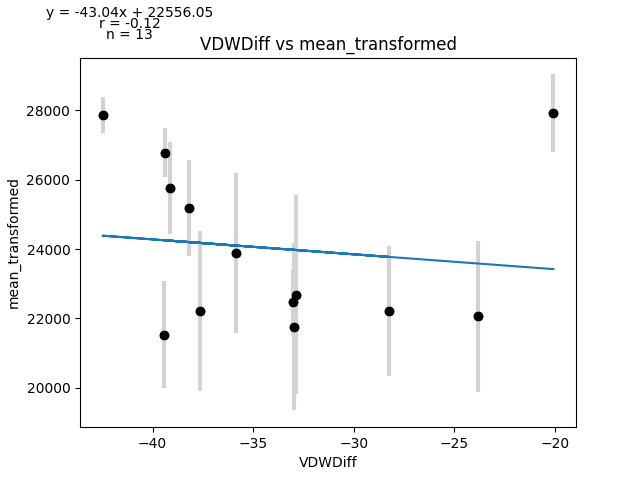 y = -43.04x + 22556.05
r = -0.12
n = 13
VDWDiff vs mean_transformed
28000
26000
24000
22000
20000
mean_transformed
−40
−35
−30
−25
−20
VDWDiff